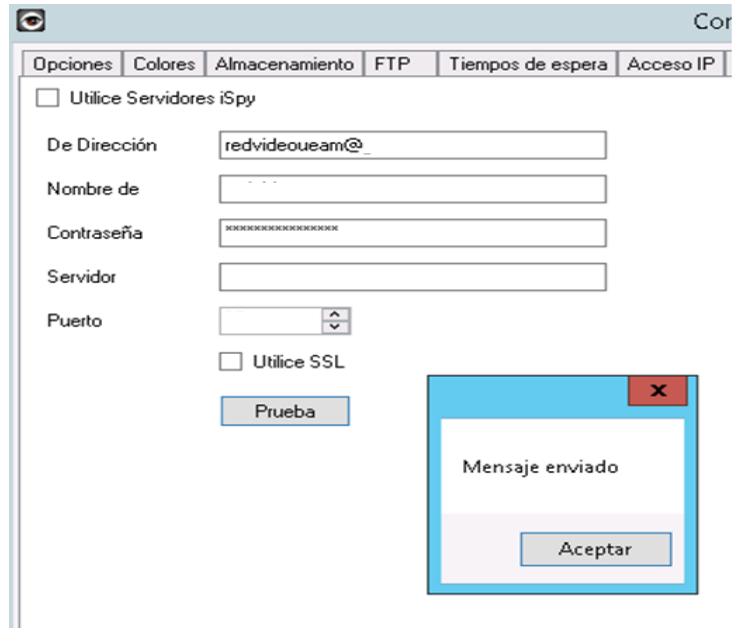 Cor
Opciones Colores Almacenamiento FTP Tiempos de espera Acceso IP
Utilice Servidores iSpy
De Dirección redvideoueam@_
Nombre de
Contraseña ****************
Servidor
Puerto
Utilice SSL
Prueba
x
Mensaje enviado
Aceptar